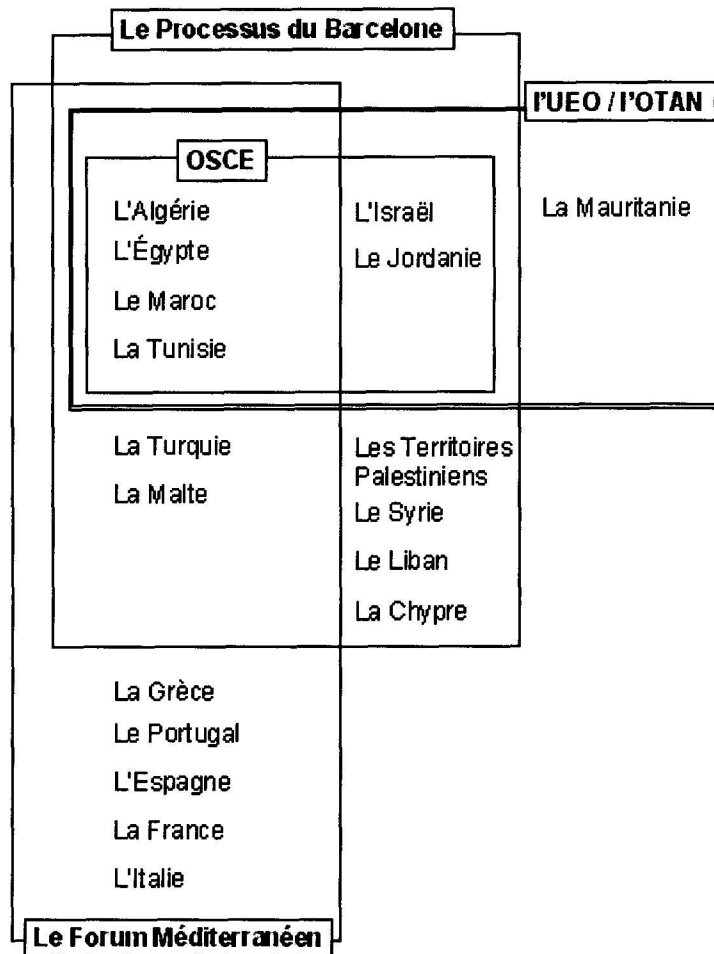 Le Processus du Barcelone
l'UEO / l'OTAN
OSCE
L'Algérie
L'Israël
La Mauritanie
L'Égypte
Le Jordanie
Le Maroc
La Tunisie
La Turquie
Les Territoires
Palestiniens
La Malte
Le Syrie
Le Liban
La Chypre
La Grèce
Le Portugal
L'Espagne
La France
L'Italie
Le Forum Méditerranéen